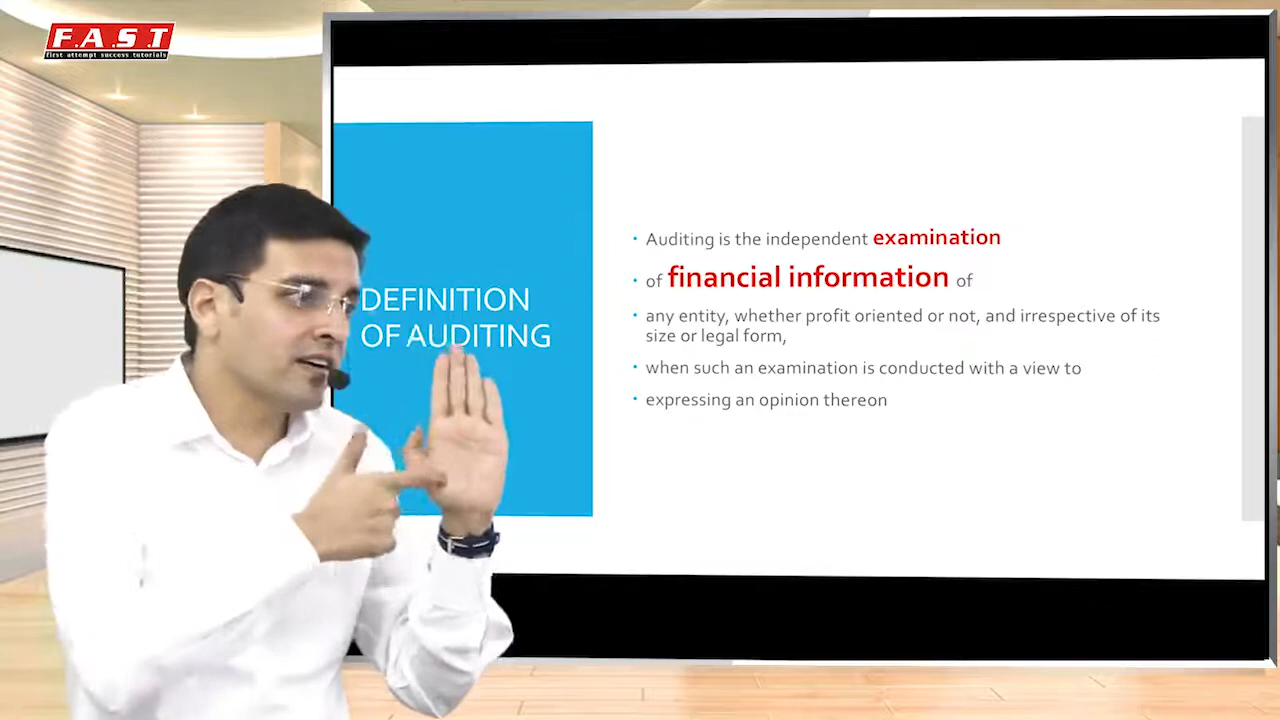 F.A.S.T
first attempt success tutorials
DEFINITION
OF AUDITING
• Auditing is the independent examination
• of financial information of
• any entity, whether profit oriented or not, and irrespective of its
size or legal form,
• when such an examination is conducted with a view to
• expressing an opinion thereon